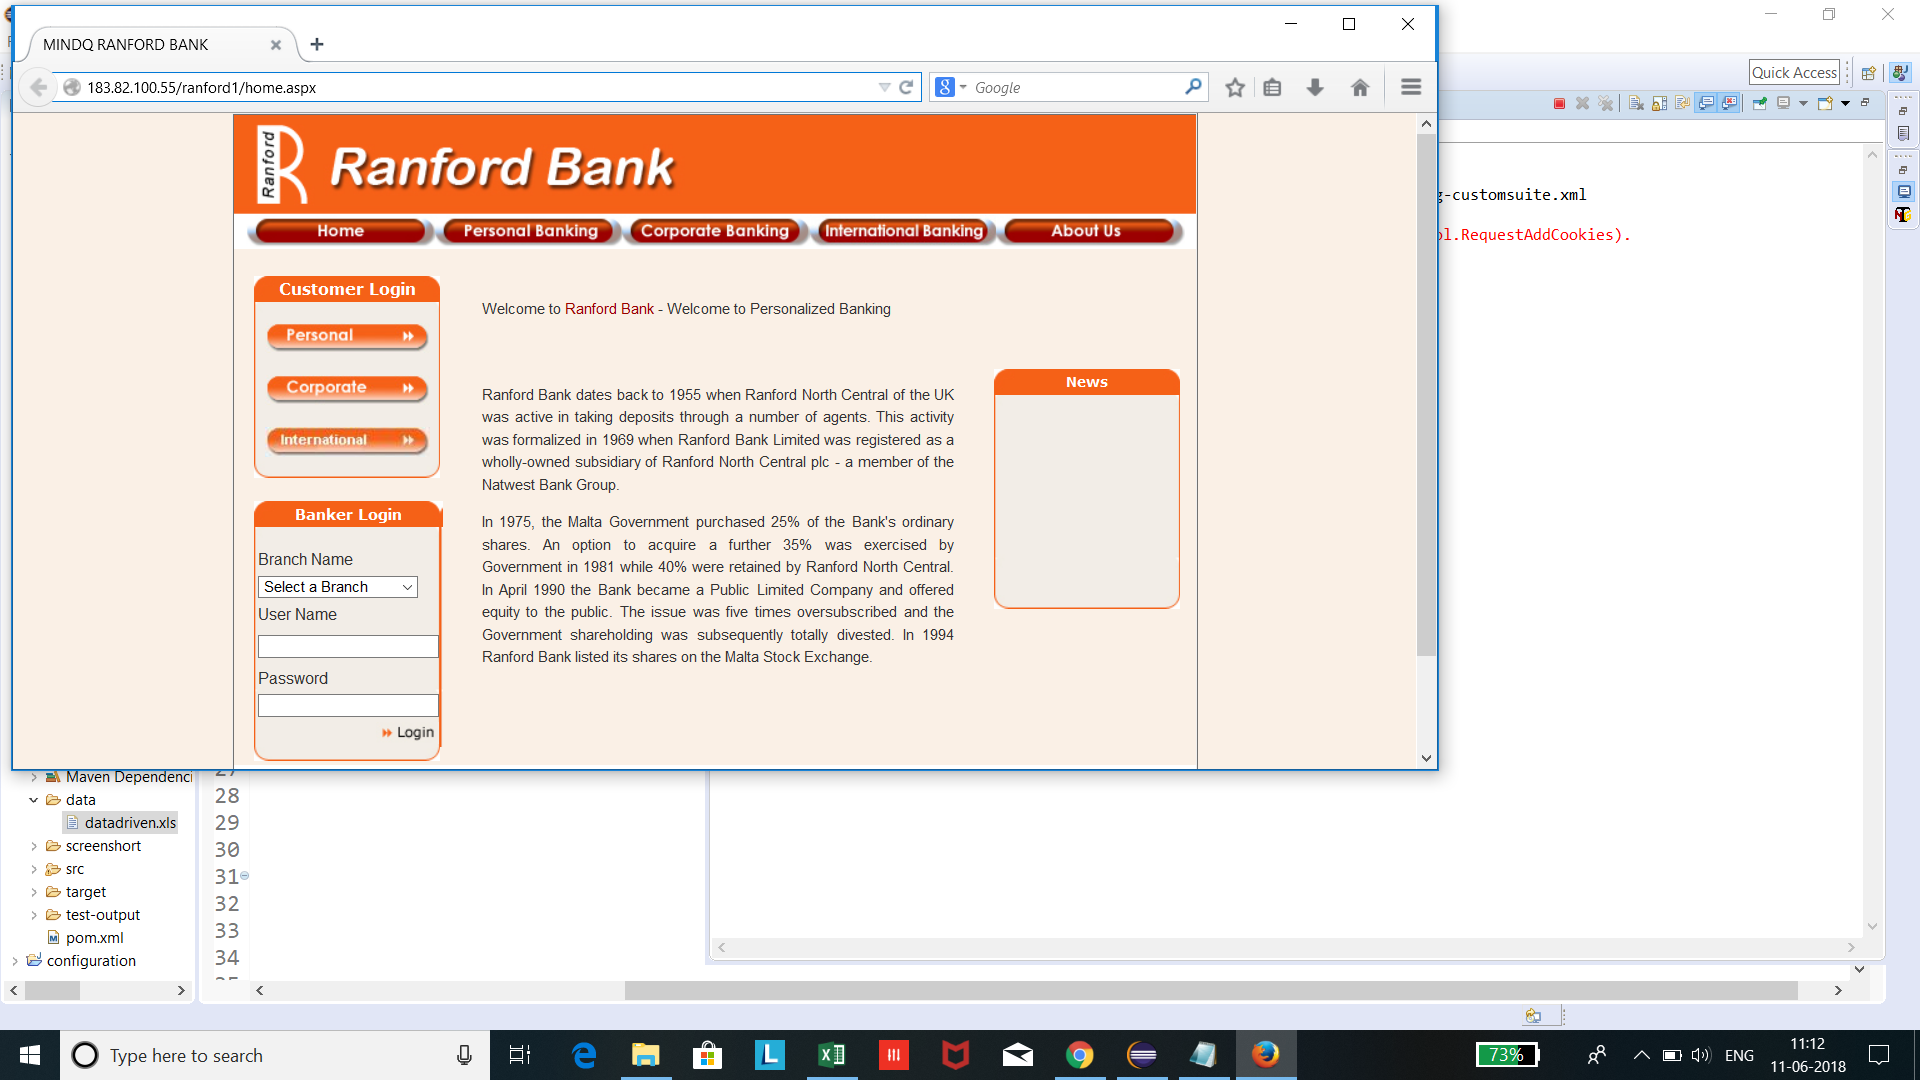 MINDQ RANFORD BANK
183.82.100.55/ranford1/home.aspx
Google
Quick Access
Ranford
Ranford Bank
Home
Personal Banking
Corporate Banking
International Banking
About Us
Customer Login
Personal
Corporate
International
Welcome to Ranford Bank - Welcome to Personalized Banking
Ranford Bank dates back to 1955 when Ranford North Central of the UK
was active in taking deposits through a number of agents. This activity
was formalized in 1969 when Ranford Bank Limited was registered as a
wholly-owned subsidiary of Ranford North Central plc - a member of the
Natwest Bank Group.
In 1975, the Malta Government purchased 25% of the Bank's ordinary
shares. An option to acquire a further 35% was exercised by
Government in 1981 while 40% were retained by Ranford North Central.
In April 1990 the Bank became a Public Limited Company and offered
equity to the public. The issue was five times oversubscribed and the
Government shareholding was subsequently totally divested. In 1994
Ranford Bank listed its shares on the Malta Stock Exchange.
News
Banker Login
Branch Name
Select a Branch
User Name
Password
Login
-customsuite.xml
l.RequestAddCookies).
Maven Dependenci
data
datadriven.xls
screenshort
src
target
test-output
pom.xml
configuration
28
29
30
31
32
33
34
Type here to search
73%
ENG
11:12
11-06-2018